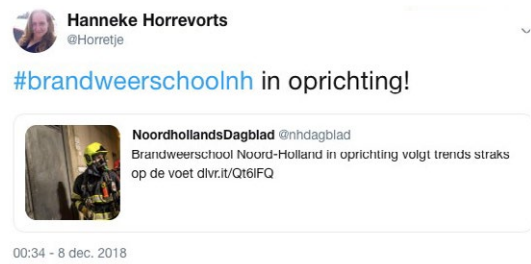 Hanneke Horrevorts
@Horretje
#brandweerschoolnh in oprichting!
NoordhollandsDagblad @nhdagblad
Brandweerschool Noord-Holland in oprichting volgt trends straks
op de voet dlvr.it/Qt6lFQ
00:34 - 8 dec. 2018